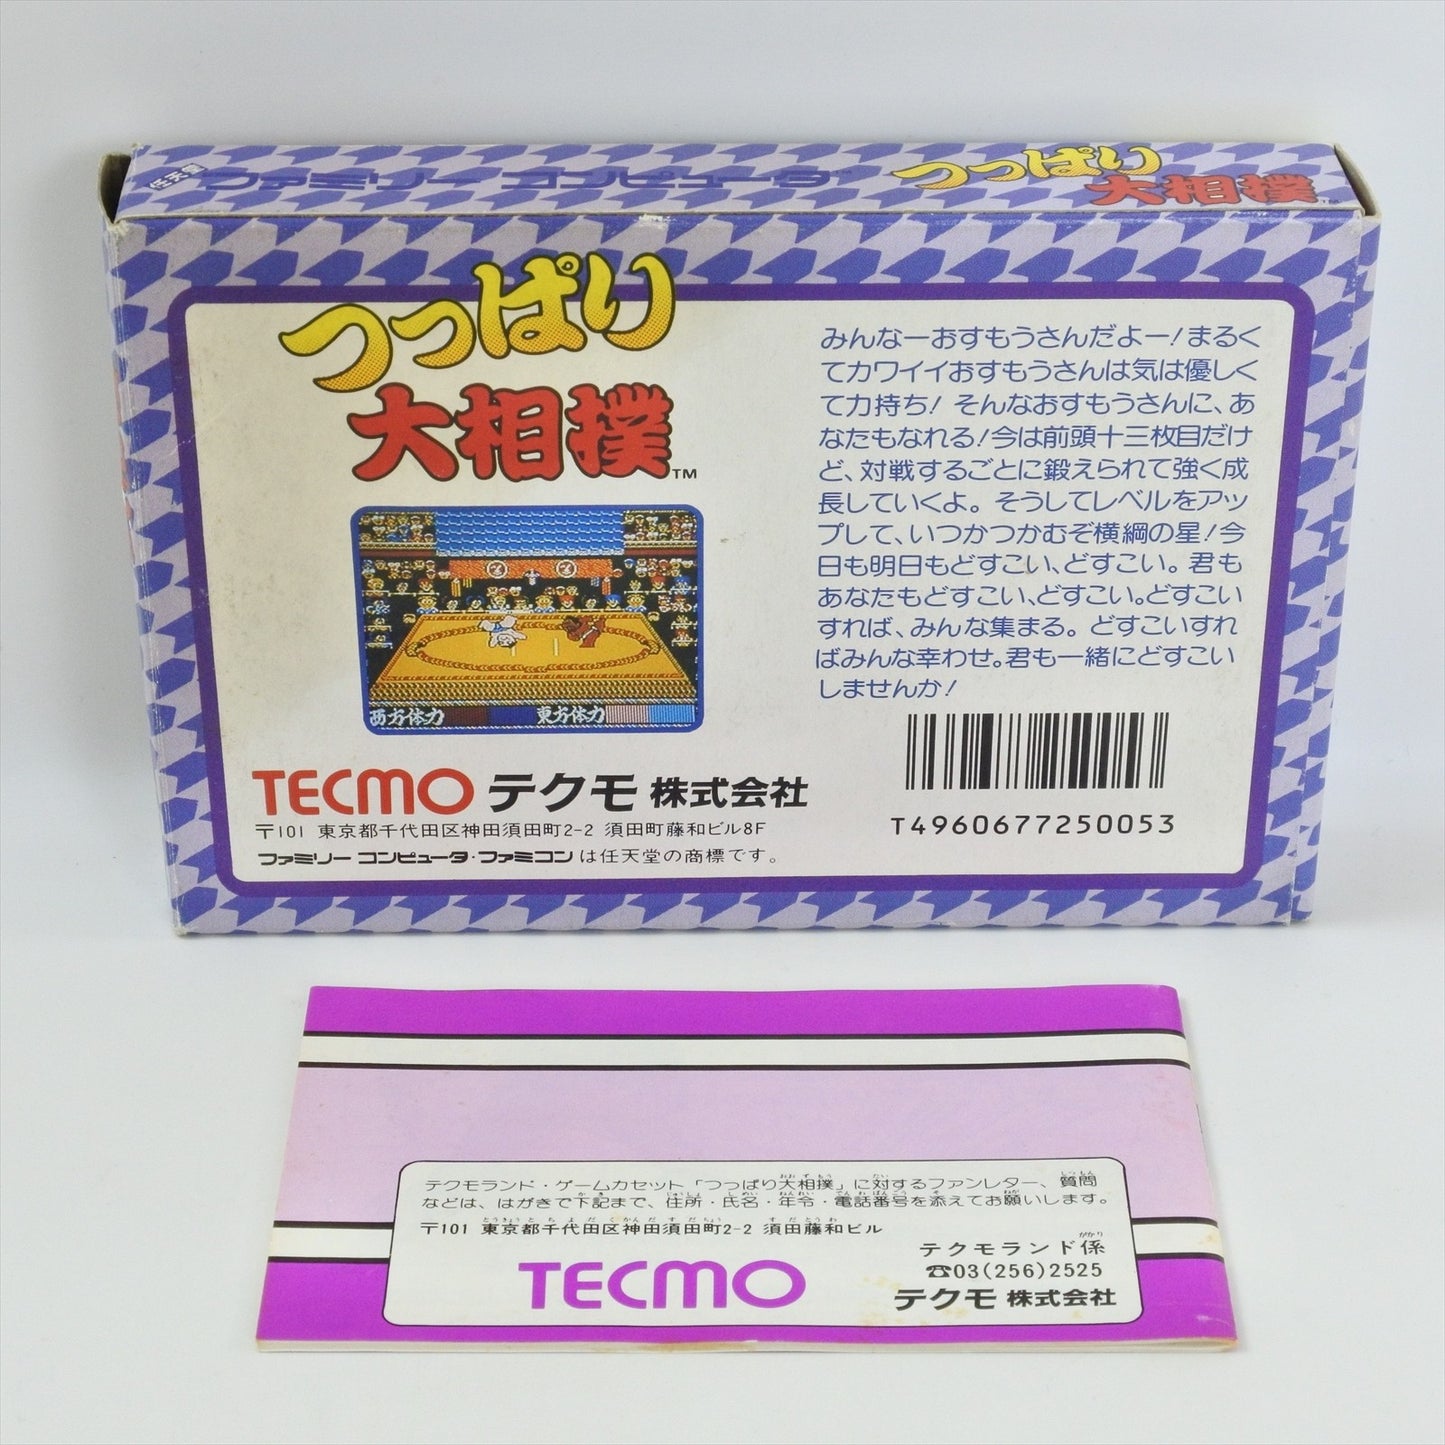 任天堂 ファミリー コンピュータ™ つっぱり大相撲™
つっぱり
大相撲™
みんなーおすもうさんだよー!まるく
てカワイイおすもうさんは気は優しく
て力持ち! そんなおすもうさんに、あ
なたもなれる!今は前頭十三枚目だけ
ど、対戦するごとに鍛えられて強く成
長していくよ。そうしてレベルをアッ
プして、いつかつかむぞ横綱の星!今
日も明日もどすこい、どすこい。君も
あなたもどすこい、どすこい。どすこい
すれば、みんな集まる。どすこいすれ
ばみんな幸わせ。君も一緒にどすこい
しませんか!
西方体力 東方体力
TECMO テクモ 株式会社
〒101 東京都千代田区神田須田町2-2 須田町藤和ビル8F
ファミリー コンピュータ・ファミコン は任天堂の商標です。
T4960677250053
テクモランド・ゲームカセット「つっぱり大相撲」に対するファンレター、質問
などは、はがきで下記まで、住所・氏名・年令・電話番号を添えてお願いします。
〒101 東京都千代田区神田須田町2-2 須田藤和ビル
テクモランド係
☎03(256)2525
TECMO テクモ 株式会社